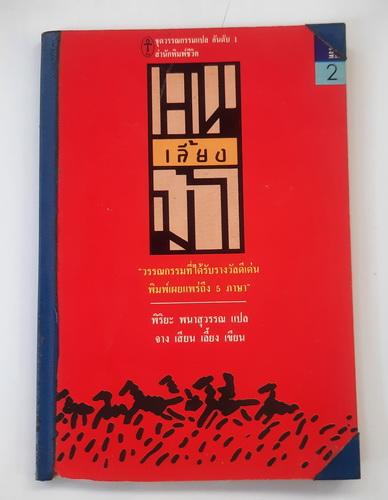 ชุดวรรณกรรมแปล อันดับ 1
สำนักพิมพ์ชีวิต
2
คน
เลี้ยง
ม้า
"วรรณกรรมที่ได้รับรางวัลดีเด่น
พิมพ์เผยแพร่ถึง 5 ภาษา"
พิริยะ พนาสุวรรณ แปล
จาง เสียน เลี้ยง เขียน